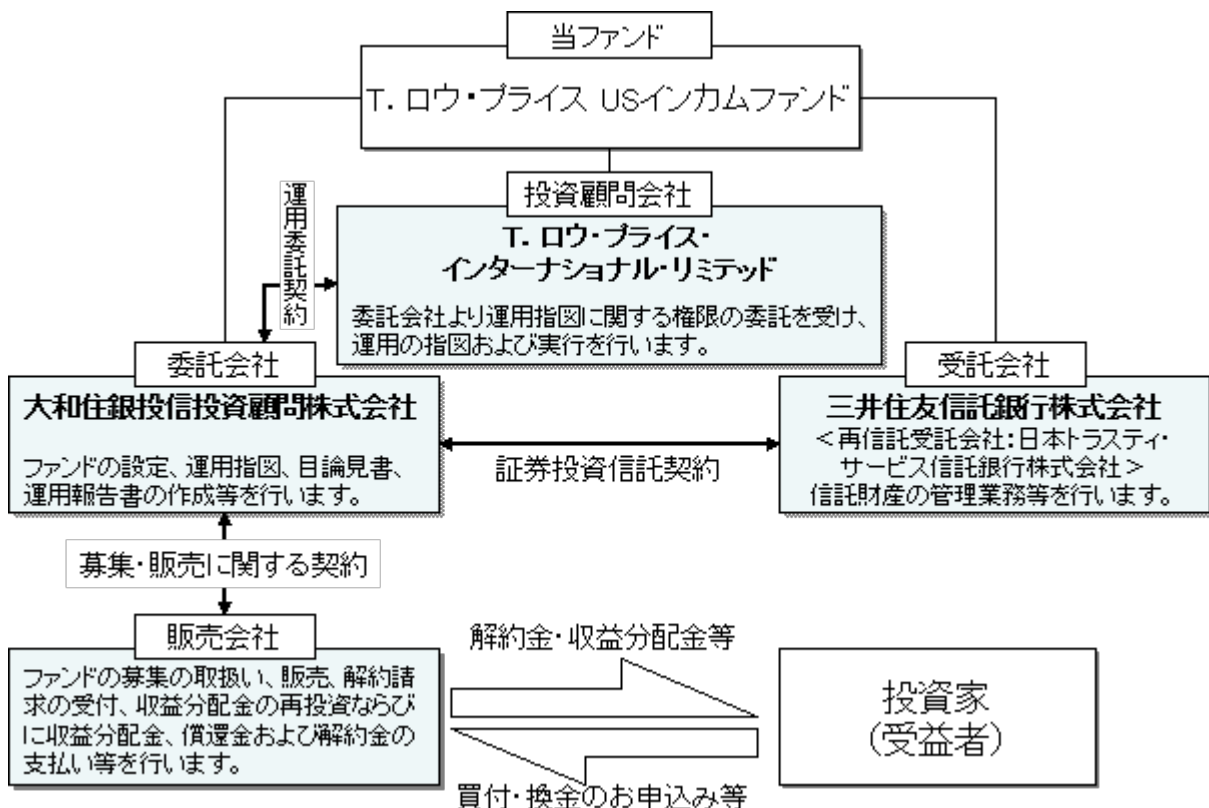 当ファンド
T. ロウ・プライス USインカムファンド
運用委託契約
投資顧問会社
T. ロウ・プライス・
インターナショナル・リミテッド
委託会社より運用指図に関する権限の委託を受け、
運用の指図および実行を行います。
委託会社
大和住銀投信投資顧問株式会社
ファンドの設定、運用指図、目論見書、
運用報告書の作成等を行います。
証券投資信託契約
受託会社
三井住友信託銀行株式会社
＜再信託受託会社：日本トラスティ・
サービス信託銀行株式会社＞
信託財産の管理業務等を行います。
募集・販売に関する契約
販売会社
ファンドの募集の取扱い、販売、解約請
求の受付、収益分配金の再投資ならび
に収益分配金、償還金および解約金の
支払い等を行います。
解約金・収益分配金等
買付・換金のお申込み等
投資家
（受益者）